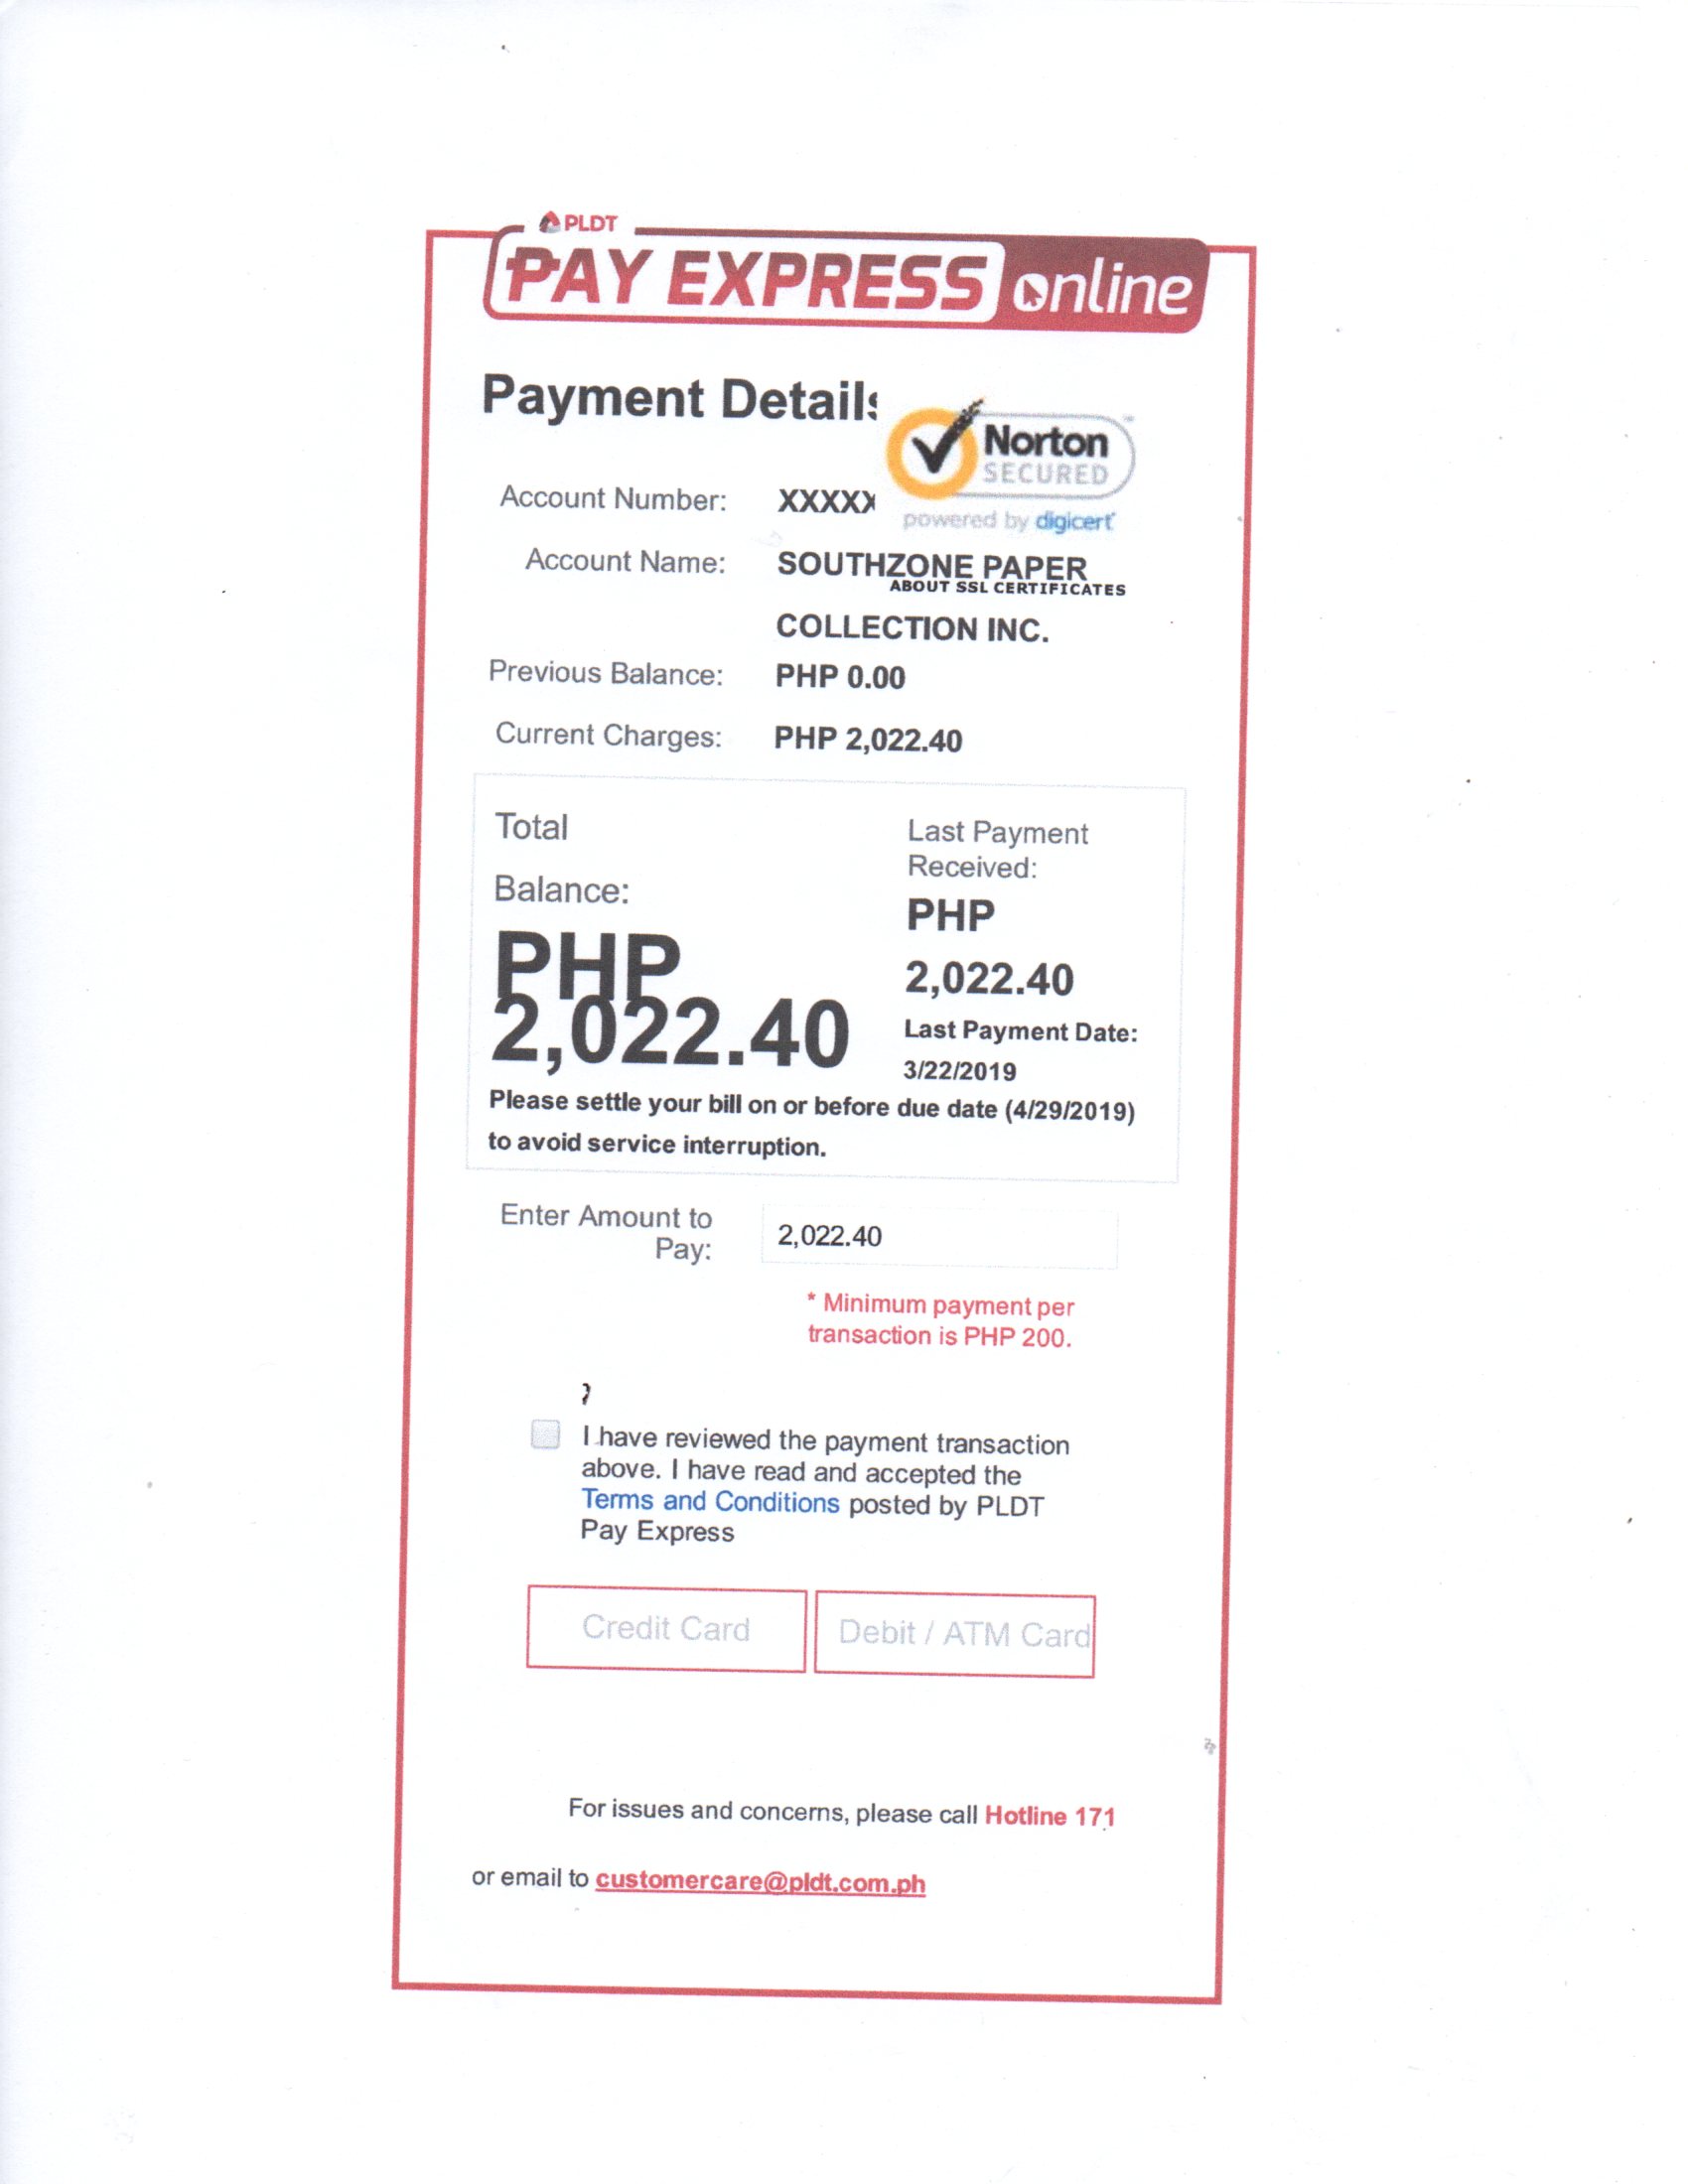 PLDT
PAY EXPRESS online
Payment Details
Norton
SECURED
powered by digicert
Account Number: XXXXX
Account Name: SOUTHZONE PAPER
ABOUT SSL CERTIFICATES
COLLECTION INC.
Previous Balance: PHP 0.00
Current Charges: PHP 2,022.40
Total
Balance:
PHP
2,022.40
Last Payment
Received:
PHP
2,022.40
Last Payment Date:
3/22/2019
Please settle your bill on or before due date (4/29/2019)
to avoid service interruption.
Enter Amount to
Pay:
2,022.40
* Minimum payment per
transaction is PHP 200.
I have reviewed the payment transaction
above. I have read and accepted the
Terms and Conditions posted by PLDT
Pay Express
Credit Card
Debit / ATM Card
For issues and concerns, please call Hotline 171
or email to customercare@pldt.com.ph